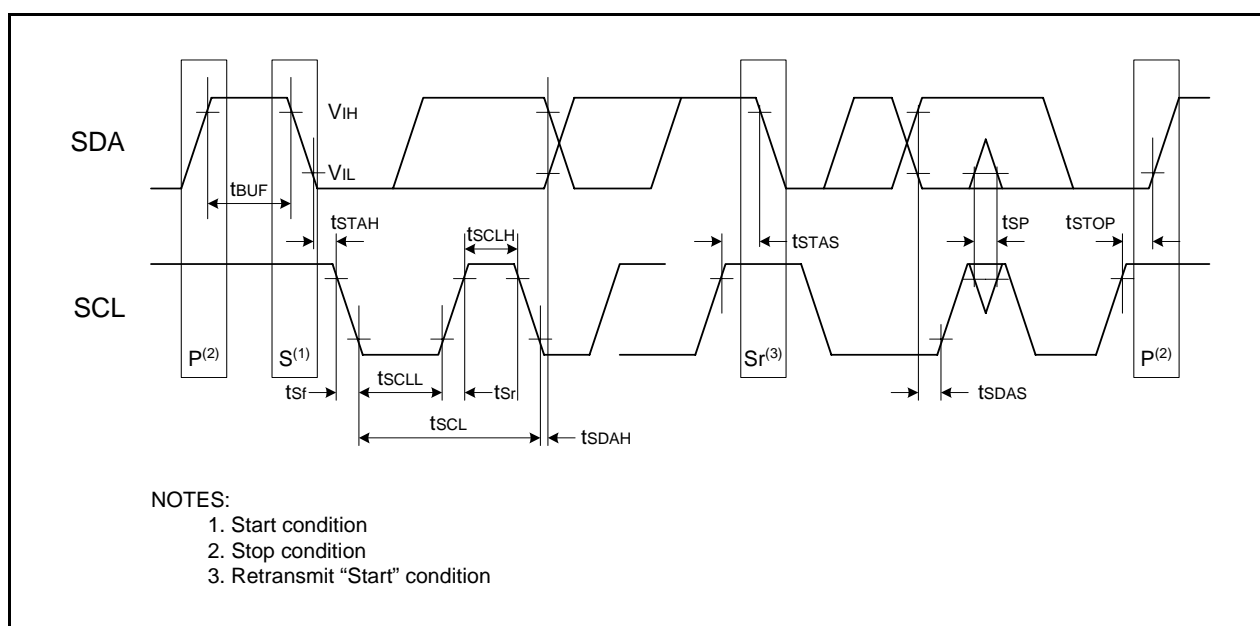 SDA
VIH
VIL
tBUF
tSTAH
tSCLH
tSTAS
tSP
tSTOP
SCL
P(2)
S(1)
Sr(3)
P(2)
tSf
tSCLL
tSr
tSDAS
tSCL
tSDAH
NOTES:
1. Start condition
2. Stop condition
3. Retransmit “Start” condition